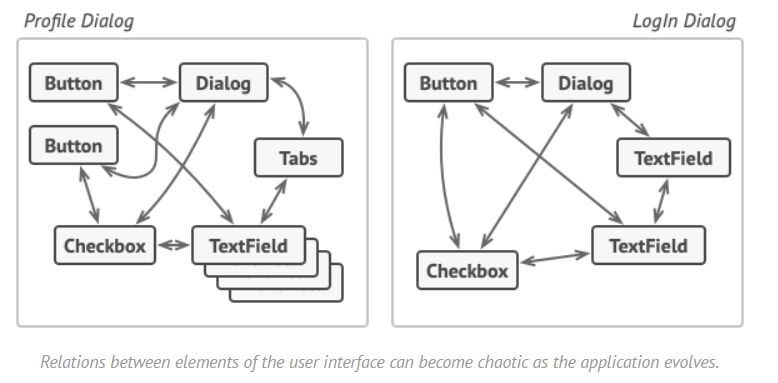 Profile Dialog
LogIn Dialog
Button
Dialog
Button
Tabs
Checkbox
TextField
Button
Dialog
TextField
TextField
Checkbox
Relations between elements of the user interface can become chaotic as the application evolves.